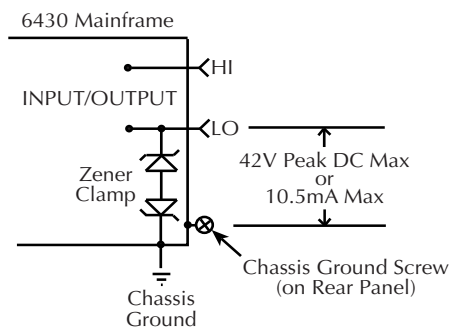 6430 Mainframe
HI
INPUT/OUTPUT
LO
Zener
Clamp
42V Peak DC Max
or
10.5mA Max
Chassis Ground Screw
(on Rear Panel)
Chassis
Ground